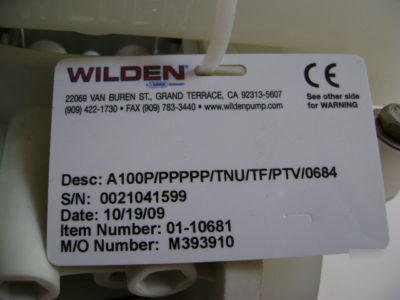 WILDEN®
CE
22069 VAN BUREN ST., GRAND TERRACE, CA 92313-5607
(909) 422-1730 • FAX (909) 783-3440 • www.wildenpump.com
See other side
for WARNING
Desc: A100P/PPPPP/TNU/TF/PTV/0684
S/N: 0021041599
Date: 10/19/09
Item Number: 01-10681
M/O Number: M393910